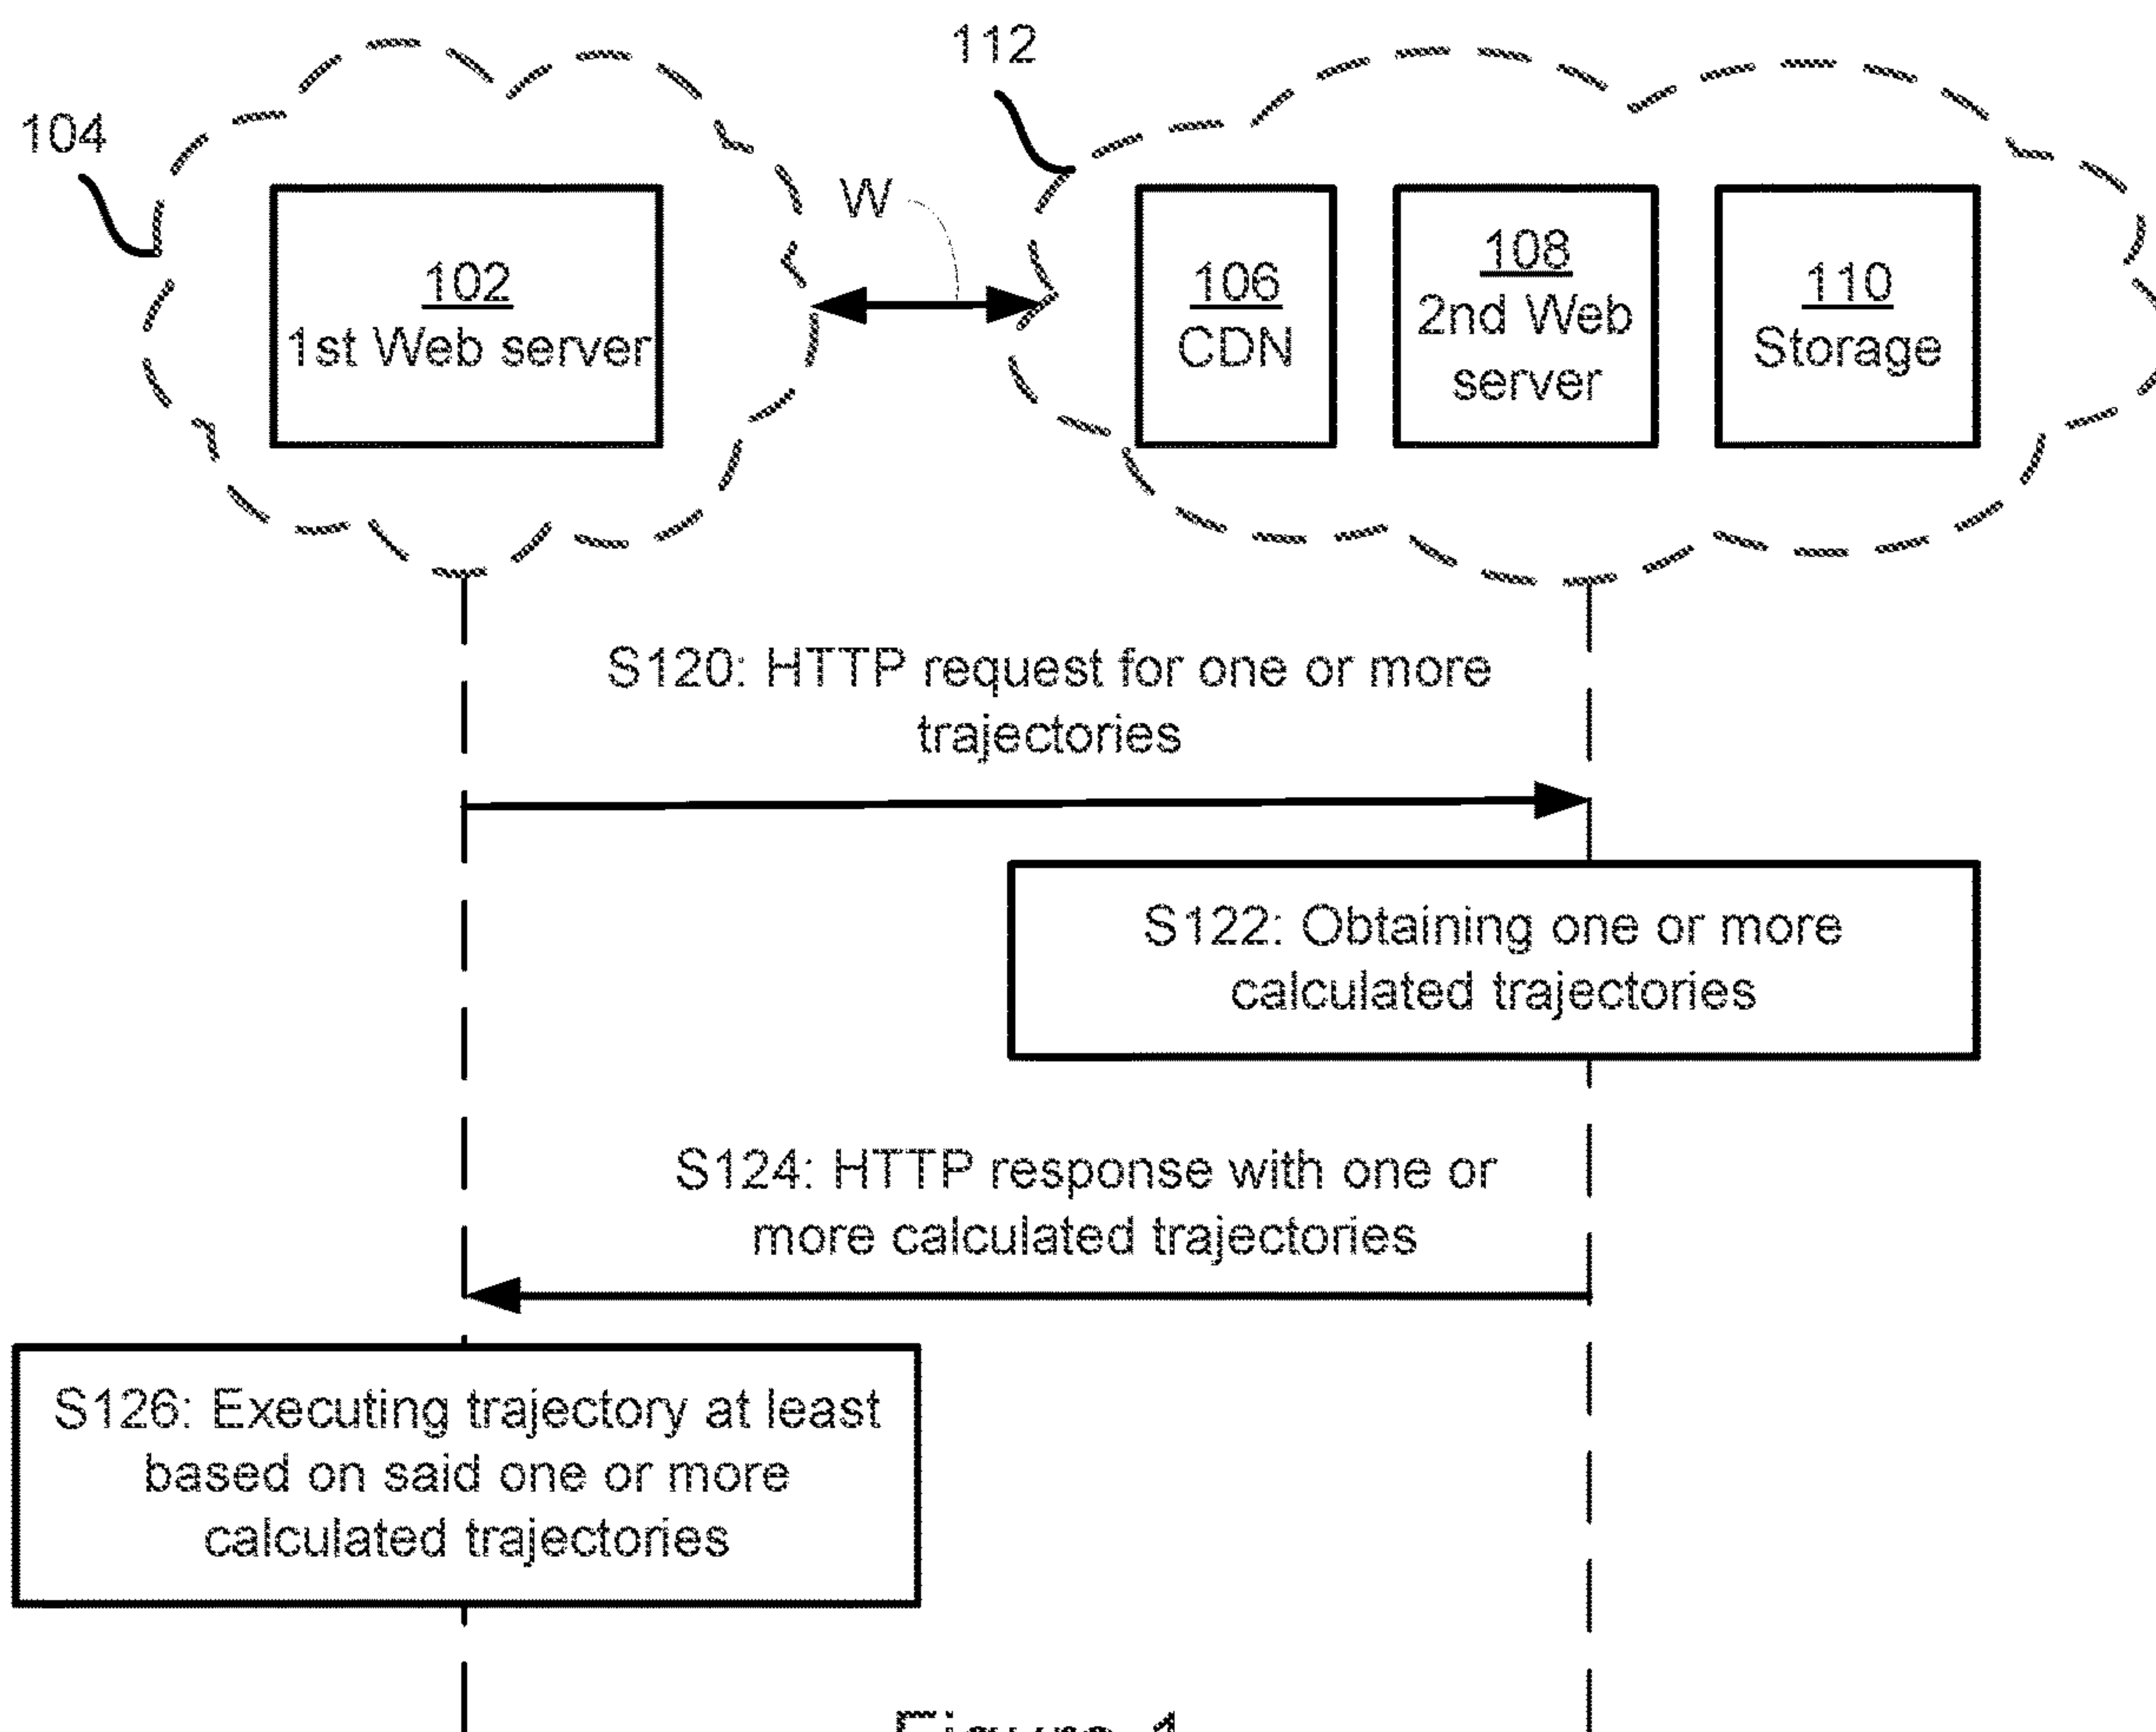 112
104
W
102
1st Web server
106
CDN
108
2nd Web
server
110
Storage
S120: HTTP request for one or more
trajectories
S122: Obtaining one or more
calculated trajectories
S124: HTTP response with one or
more calculated trajectories
S126: Executing trajectory at least
based on said one or more
calculated trajectories
Figure 1